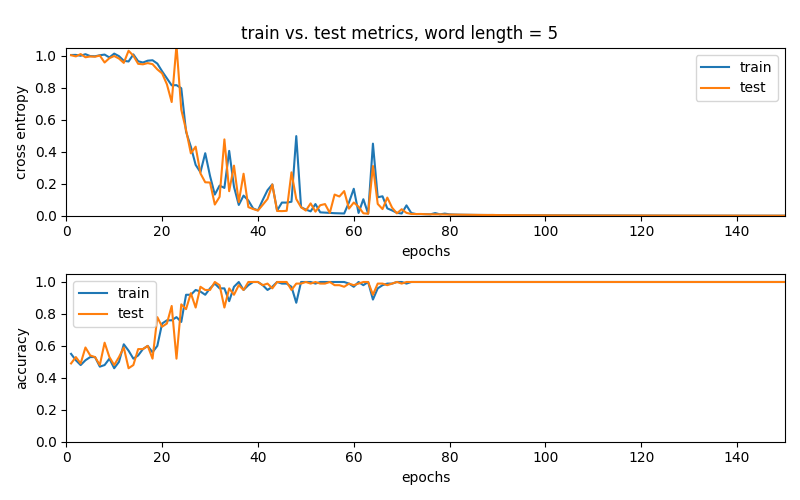 train vs. test metrics, word length = 5
1.0
0.8
0.6
0.4
0.2
0.0
cross entropy
train
test
0 20 40 60 80 100 120 140
epochs
1.0
0.8
0.6
0.4
0.2
0.0
accuracy
train
test
0 20 40 60 80 100 120 140
epochs